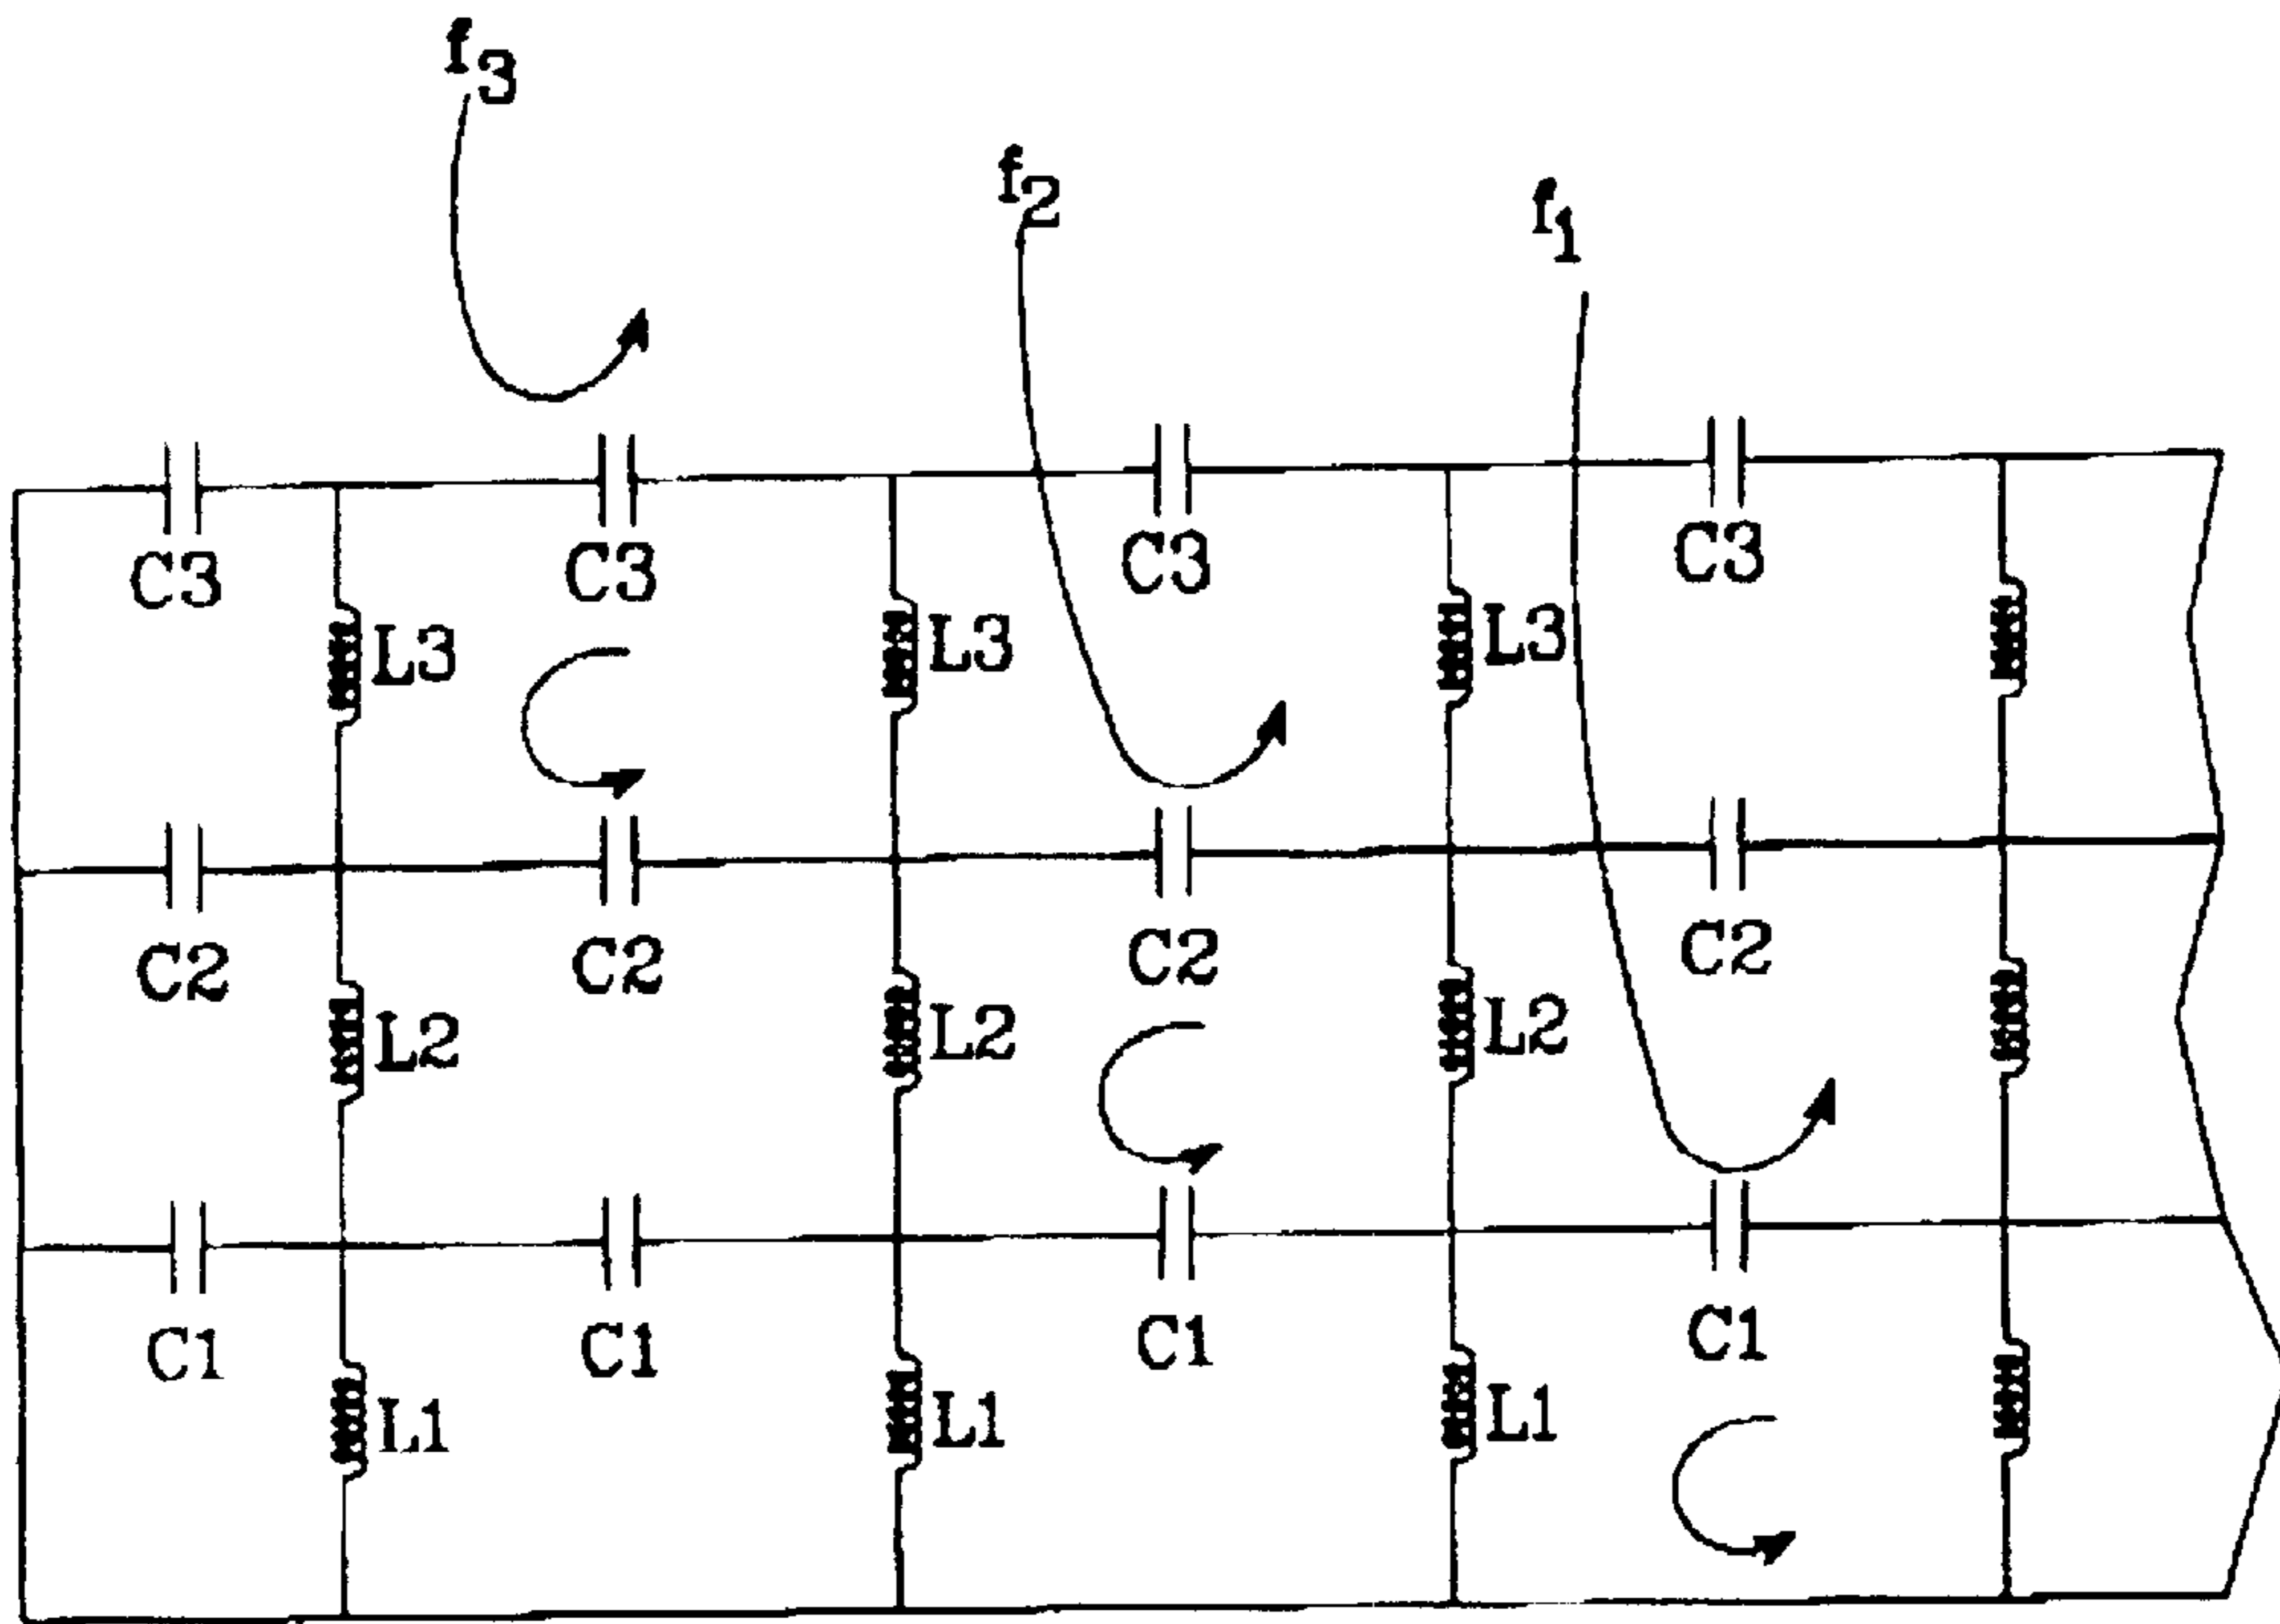 f3
f2
f1
C3 C3 C3 C3
L3 L3 L3
C2 C2 C2 C2
L2 L2 L2
C1 C1 C1 C1
L1 L1 L1